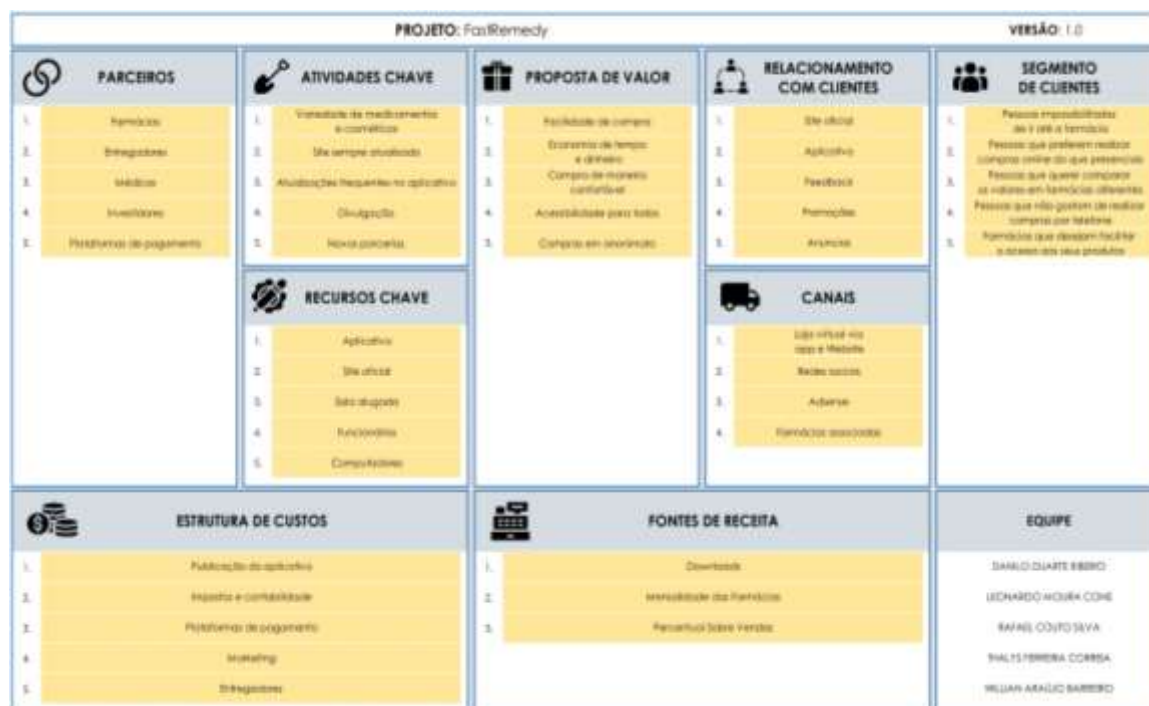 PROJETO: FastRemedy
VERSÃO: 1.0
PARCEIROS
1. Farmácias
2. Entregadores
3. Médicos
4. Investidores
5. Plataformas de pagamento
ATIVIDADES CHAVE
1. Variedade de medicamentos
e cosméticos
2. Site sempre atualizado
3. Atualizações frequentes no aplicativo
4. Divulgação
5. Novas parcerias
RECURSOS CHAVE
1. Aplicativo
2. Site oficial
3. Sala alugada
4. Funcionários
5. Computadores
PROPOSTA DE VALOR
1. Facilidade de compra
2. Economia de tempo
e dinheiro
3. Compra de maneira
confortável
4. Acessibilidade para todos
5. Compras em anonimato
RELACIONAMENTO
COM CLIENTES
1. Site oficial
2. Aplicativo
3. Feedback
4. Promoções
5. Anúncios
CANAIS
1. Loja virtual via
app e Website
2. Redes sociais
3. Adsense
4. Farmácias associadas
SEGMENTO
DE CLIENTES
1. Pessoas impossibilitadas
de ir até a farmácia
2. Pessoas que preferem realizar
compras online do que presenciais
3. Pessoas que querem comparar
os valores em farmácias diferentes
4. Pessoas que não gostam de realizar
compras por telefone
5. Farmácias que desejam facilitar
o acesso aos seus produtos
ESTRUTURA DE CUSTOS
1. Publicação do aplicativo
2. Imposto e contabilidade
3. Plataformas de pagamento
4. Marketing
5. Entregadores
FONTES DE RECEITA
1. Downloads
2. Mensalidade das Farmácias
3. Percentual Sobre Vendas
EQUIPE
DANILO DUARTE RIBEIRO
LEONARDO MOURA
RAFAEL COUTO SILVA
THALYS FERREIRA CORREIA
WILLIAN ARAÚJO BARREIRO